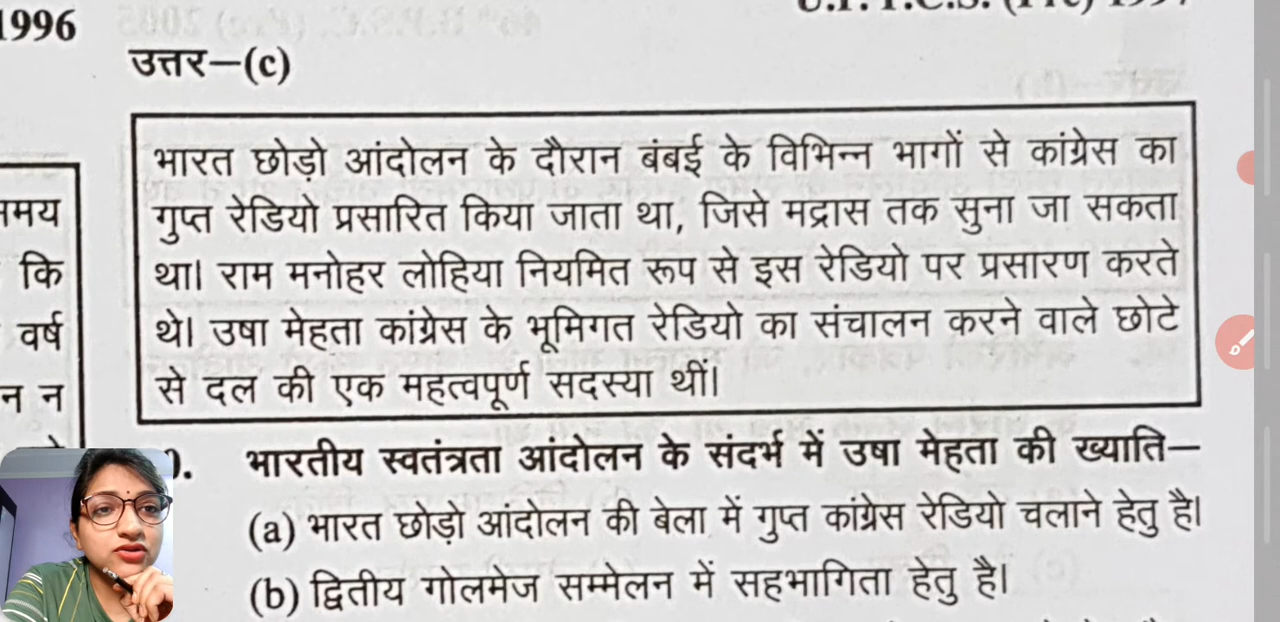 1996
उत्तर–(c)
भारत छोड़ो आंदोलन के दौरान बंबई के विभिन्न भागों से कांग्रेस का
गुप्त रेडियो प्रसारित किया जाता था, जिसे मद्रास तक सुना जा सकता
था। राम मनोहर लोहिया नियमित रूप से इस रेडियो पर प्रसारण करते
थे। उषा मेहता कांग्रेस के भूमिगत रेडियो का संचालन करने वाले छोटे
से दल की एक महत्वपूर्ण सदस्या थीं।
कि
वर्ष
न न
भारतीय स्वतंत्रता आंदोलन के संदर्भ में उषा मेहता की ख्याति–
(a) भारत छोड़ो आंदोलन की बेला में गुप्त कांग्रेस रेडियो चलाने हेतु है।
(b) द्वितीय गोलमेज सम्मेलन में सहभागिता हेतु है।